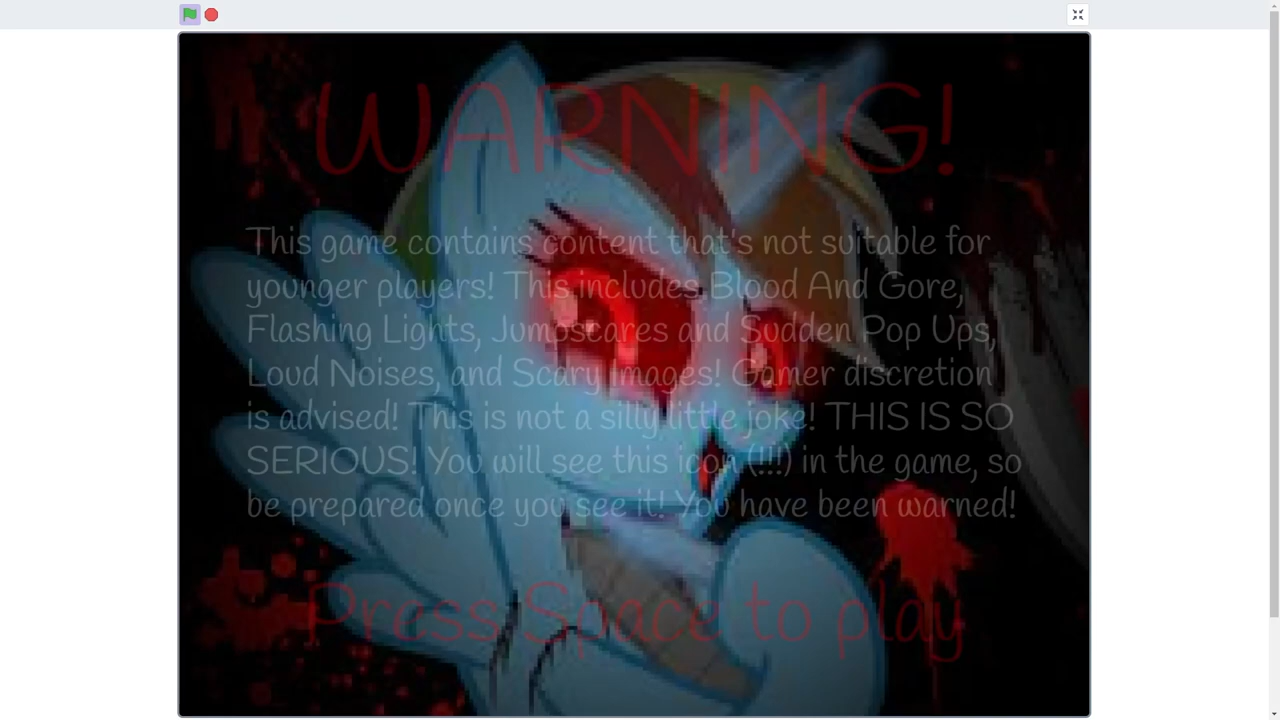 WARNING!
This game contains content that's not suitable for
younger players! This includes Blood And Gore,
Flashing Lights, Jumpscares and Sudden Pop Ups,
Loud Noises, and Scary Images! Gamer discretion
is advised! This is not a silly little joke! THIS IS SO
SERIOUS! You will see this icon (!!!) in the game, so
be prepared once you see it! You have been warned!
Press Space to play